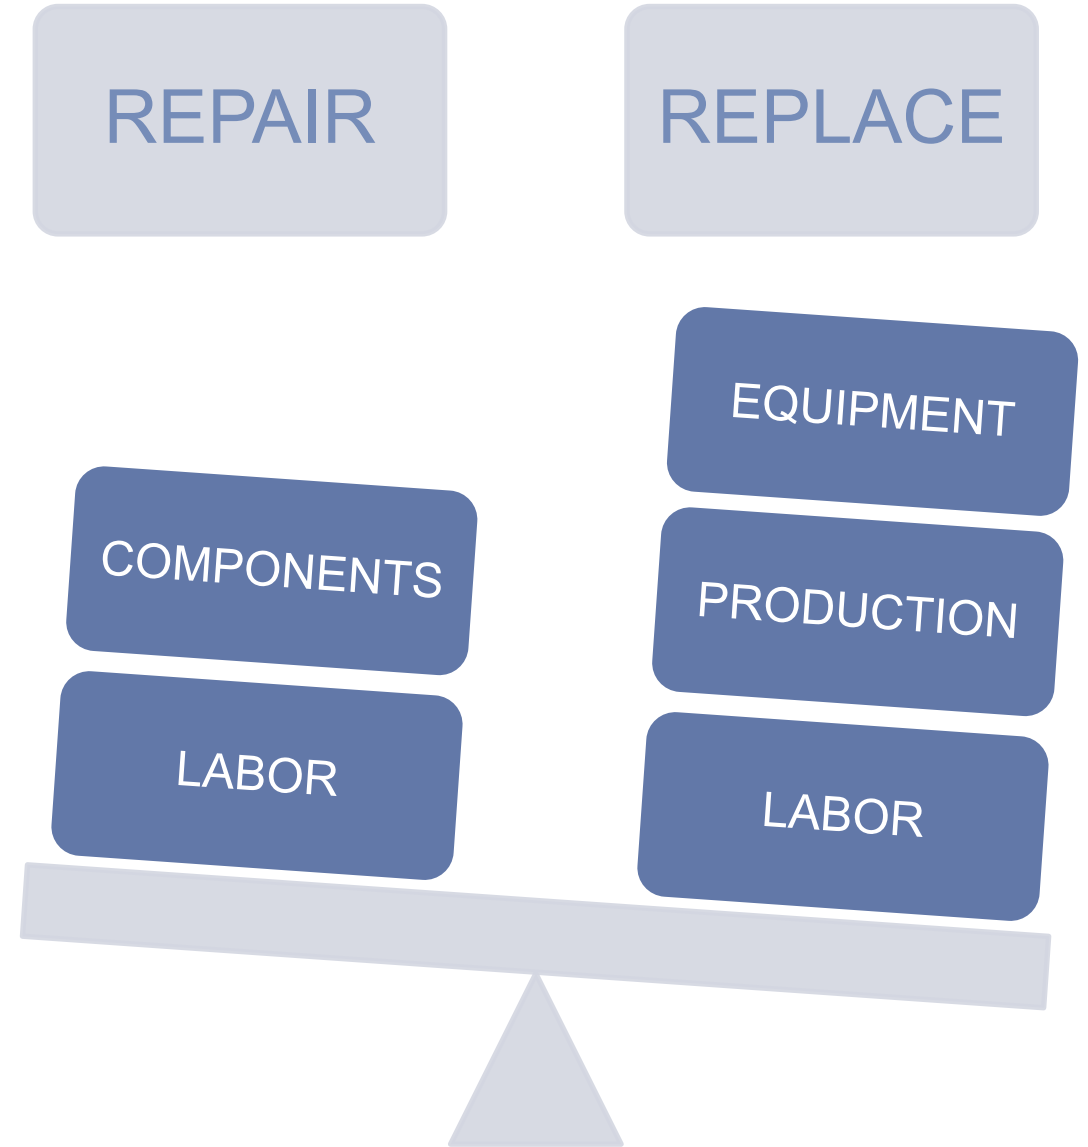 REPAIR
REPLACE
COMPONENTS
LABOR
EQUIPMENT
PRODUCTION
LABOR